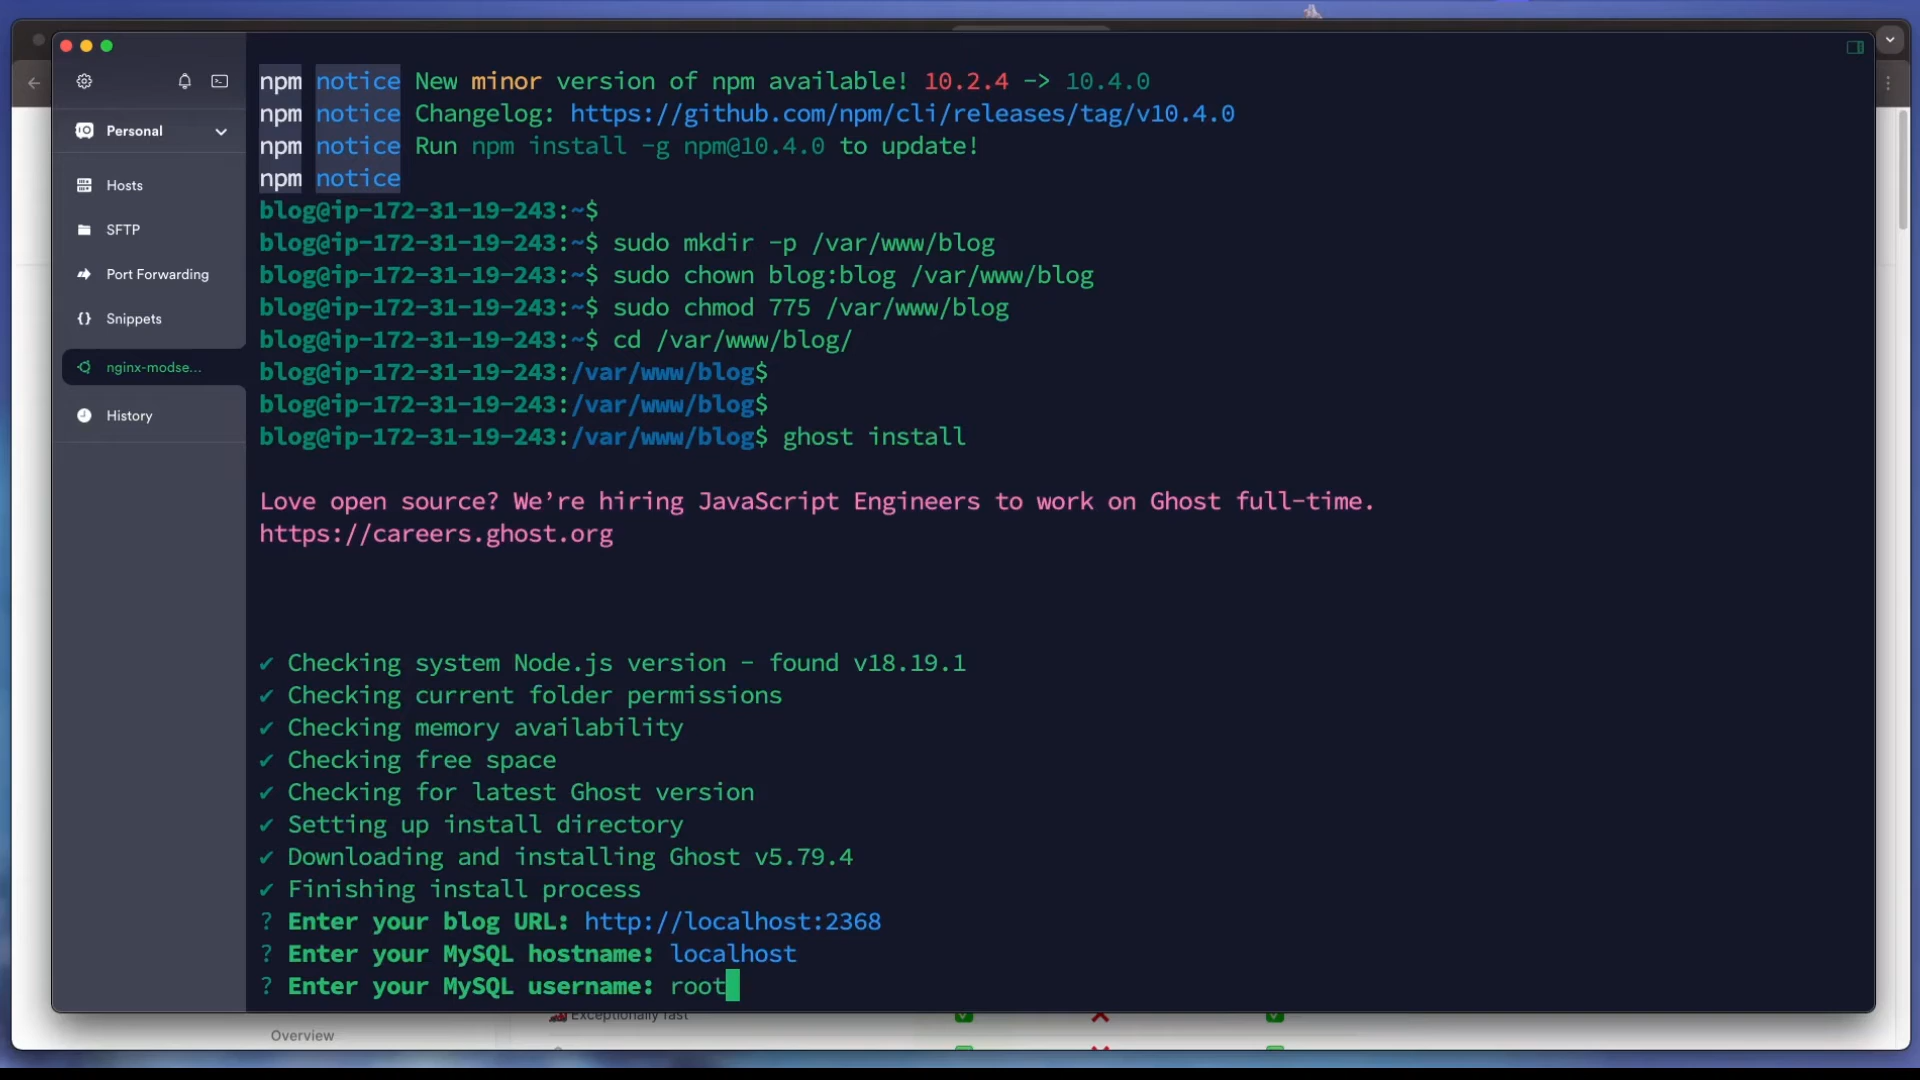 npm notice New minor version of npm available! 10.2.4 -> 10.4.0
npm notice Changelog: https://github.com/npm/cli/releases/tag/v10.4.0
npm notice Run npm install -g npm@10.4.0 to update!
npm notice
blog@ip-172-31-19-243:~$
blog@ip-172-31-19-243:~$ sudo mkdir -p /var/www/blog
blog@ip-172-31-19-243:~$ sudo chown blog:blog /var/www/blog
blog@ip-172-31-19-243:~$ sudo chmod 775 /var/www/blog
blog@ip-172-31-19-243:~$ cd /var/www/blog/
blog@ip-172-31-19-243:/var/www/blog$
blog@ip-172-31-19-243:/var/www/blog$
blog@ip-172-31-19-243:/var/www/blog$ ghost install
Love open source? We’re hiring JavaScript Engineers to work on Ghost full-time.
https://careers.ghost.org
✔ Checking system Node.js version - found v18.19.1
✔ Checking current folder permissions
✔ Checking memory availability
✔ Checking free space
✔ Checking for latest Ghost version
✔ Setting up install directory
✔ Downloading and installing Ghost v5.79.4
✔ Finishing install process
? Enter your blog URL: http://localhost:2368
? Enter your MySQL hostname: localhost
? Enter your MySQL username: root
Personal
Hosts
SFTP
Port Forwarding
Snippets
nginx-modse...
History
Exceptionally fast
Overview